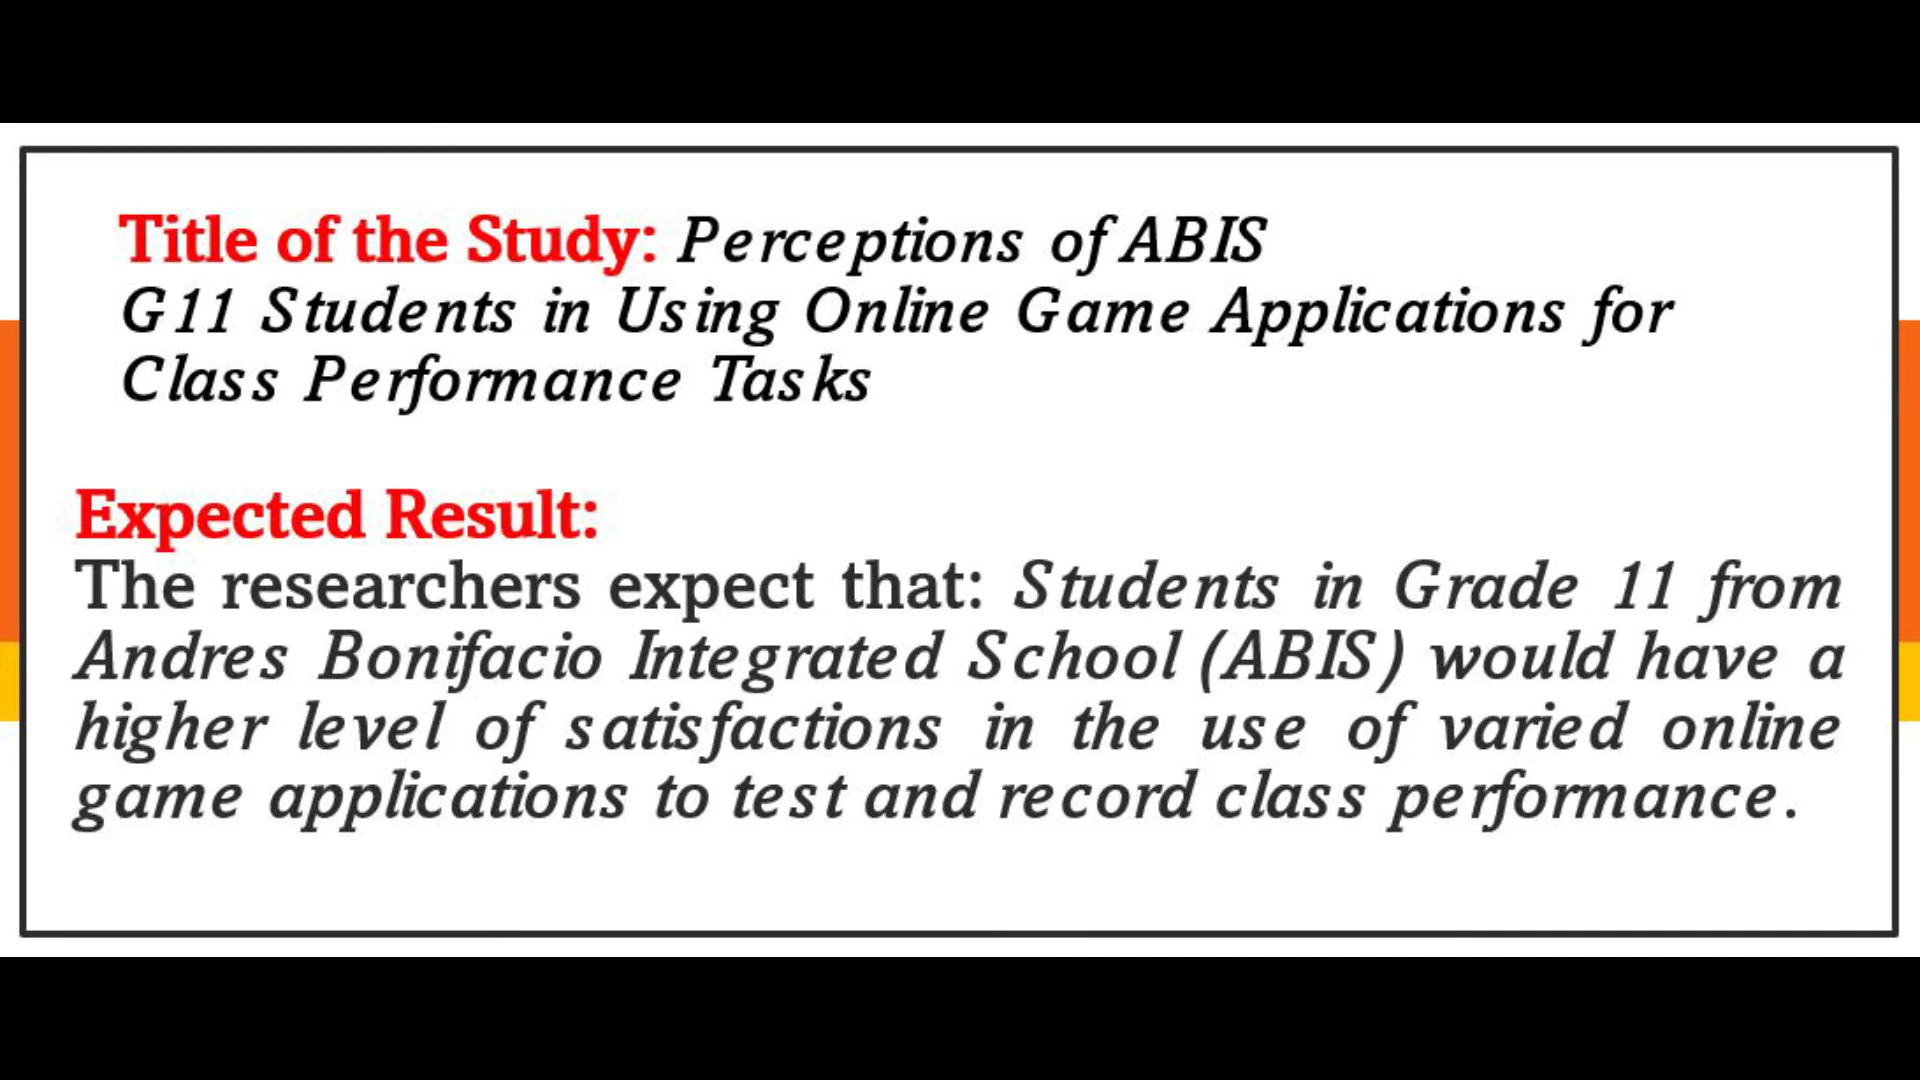 Title of the Study: Perceptions of ABIS
G11 Students in Using Online Game Applications for
Class Performance Tasks
Expected Result:
The researchers expect that: Students in Grade 11 from
Andres Bonifacio Integrated School (ABIS) would have a
higher level of satisfactions in the use of varied online
game applications to test and record class performance.